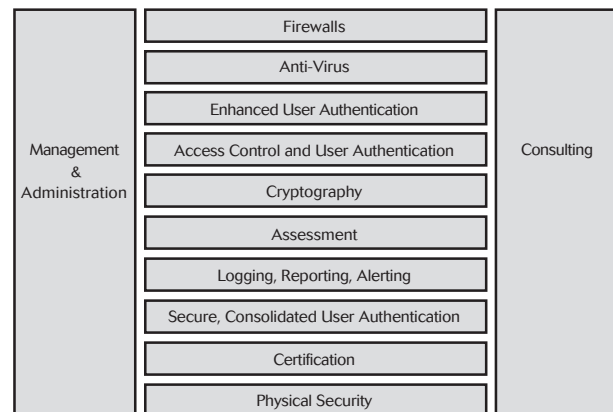 Management
&
Administration
Firewalls
Anti-Virus
Enhanced User Authentication
Access Control and User Authentication
Cryptography
Assessment
Logging, Reporting, Alerting
Secure, Consolidated User Authentication
Certification
Physical Security
Consulting